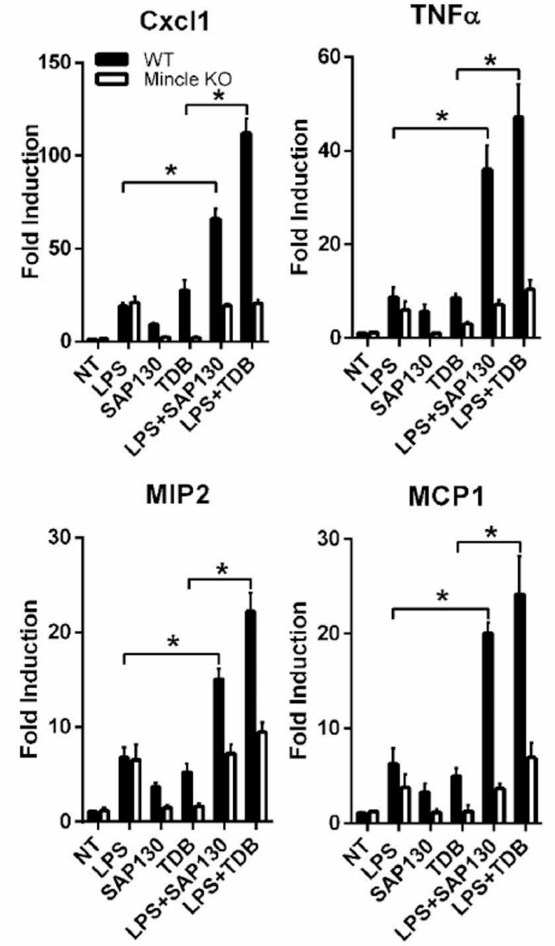 Cxcl1
WT
Mincle KO
Fold Induction
150
100
50
0
*
*
NT
LPS
SAP130
TDB
LPS+SAP130
LPS+TDB
TNFα
Fold Induction
60
40
20
0
*
*
NT
LPS
SAP130
TDB
LPS+SAP130
LPS+TDB
MIP2
Fold Induction
30
20
10
0
*
*
NT
LPS
SAP130
TDB
LPS+SAP130
LPS+TDB
MCP1
Fold Induction
30
20
10
0
*
*
NT
LPS
SAP130
TDB
LPS+SAP130
LPS+TDB